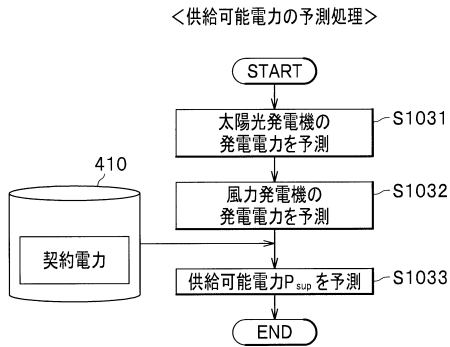 ＜供給可能電力の予測処理＞
START
太陽光発電機の
発電電力を予測
S1031
410
風力発電機の
発電電力を予測
S1032
契約電力
供給可能電力Psupを予測
S1033
END